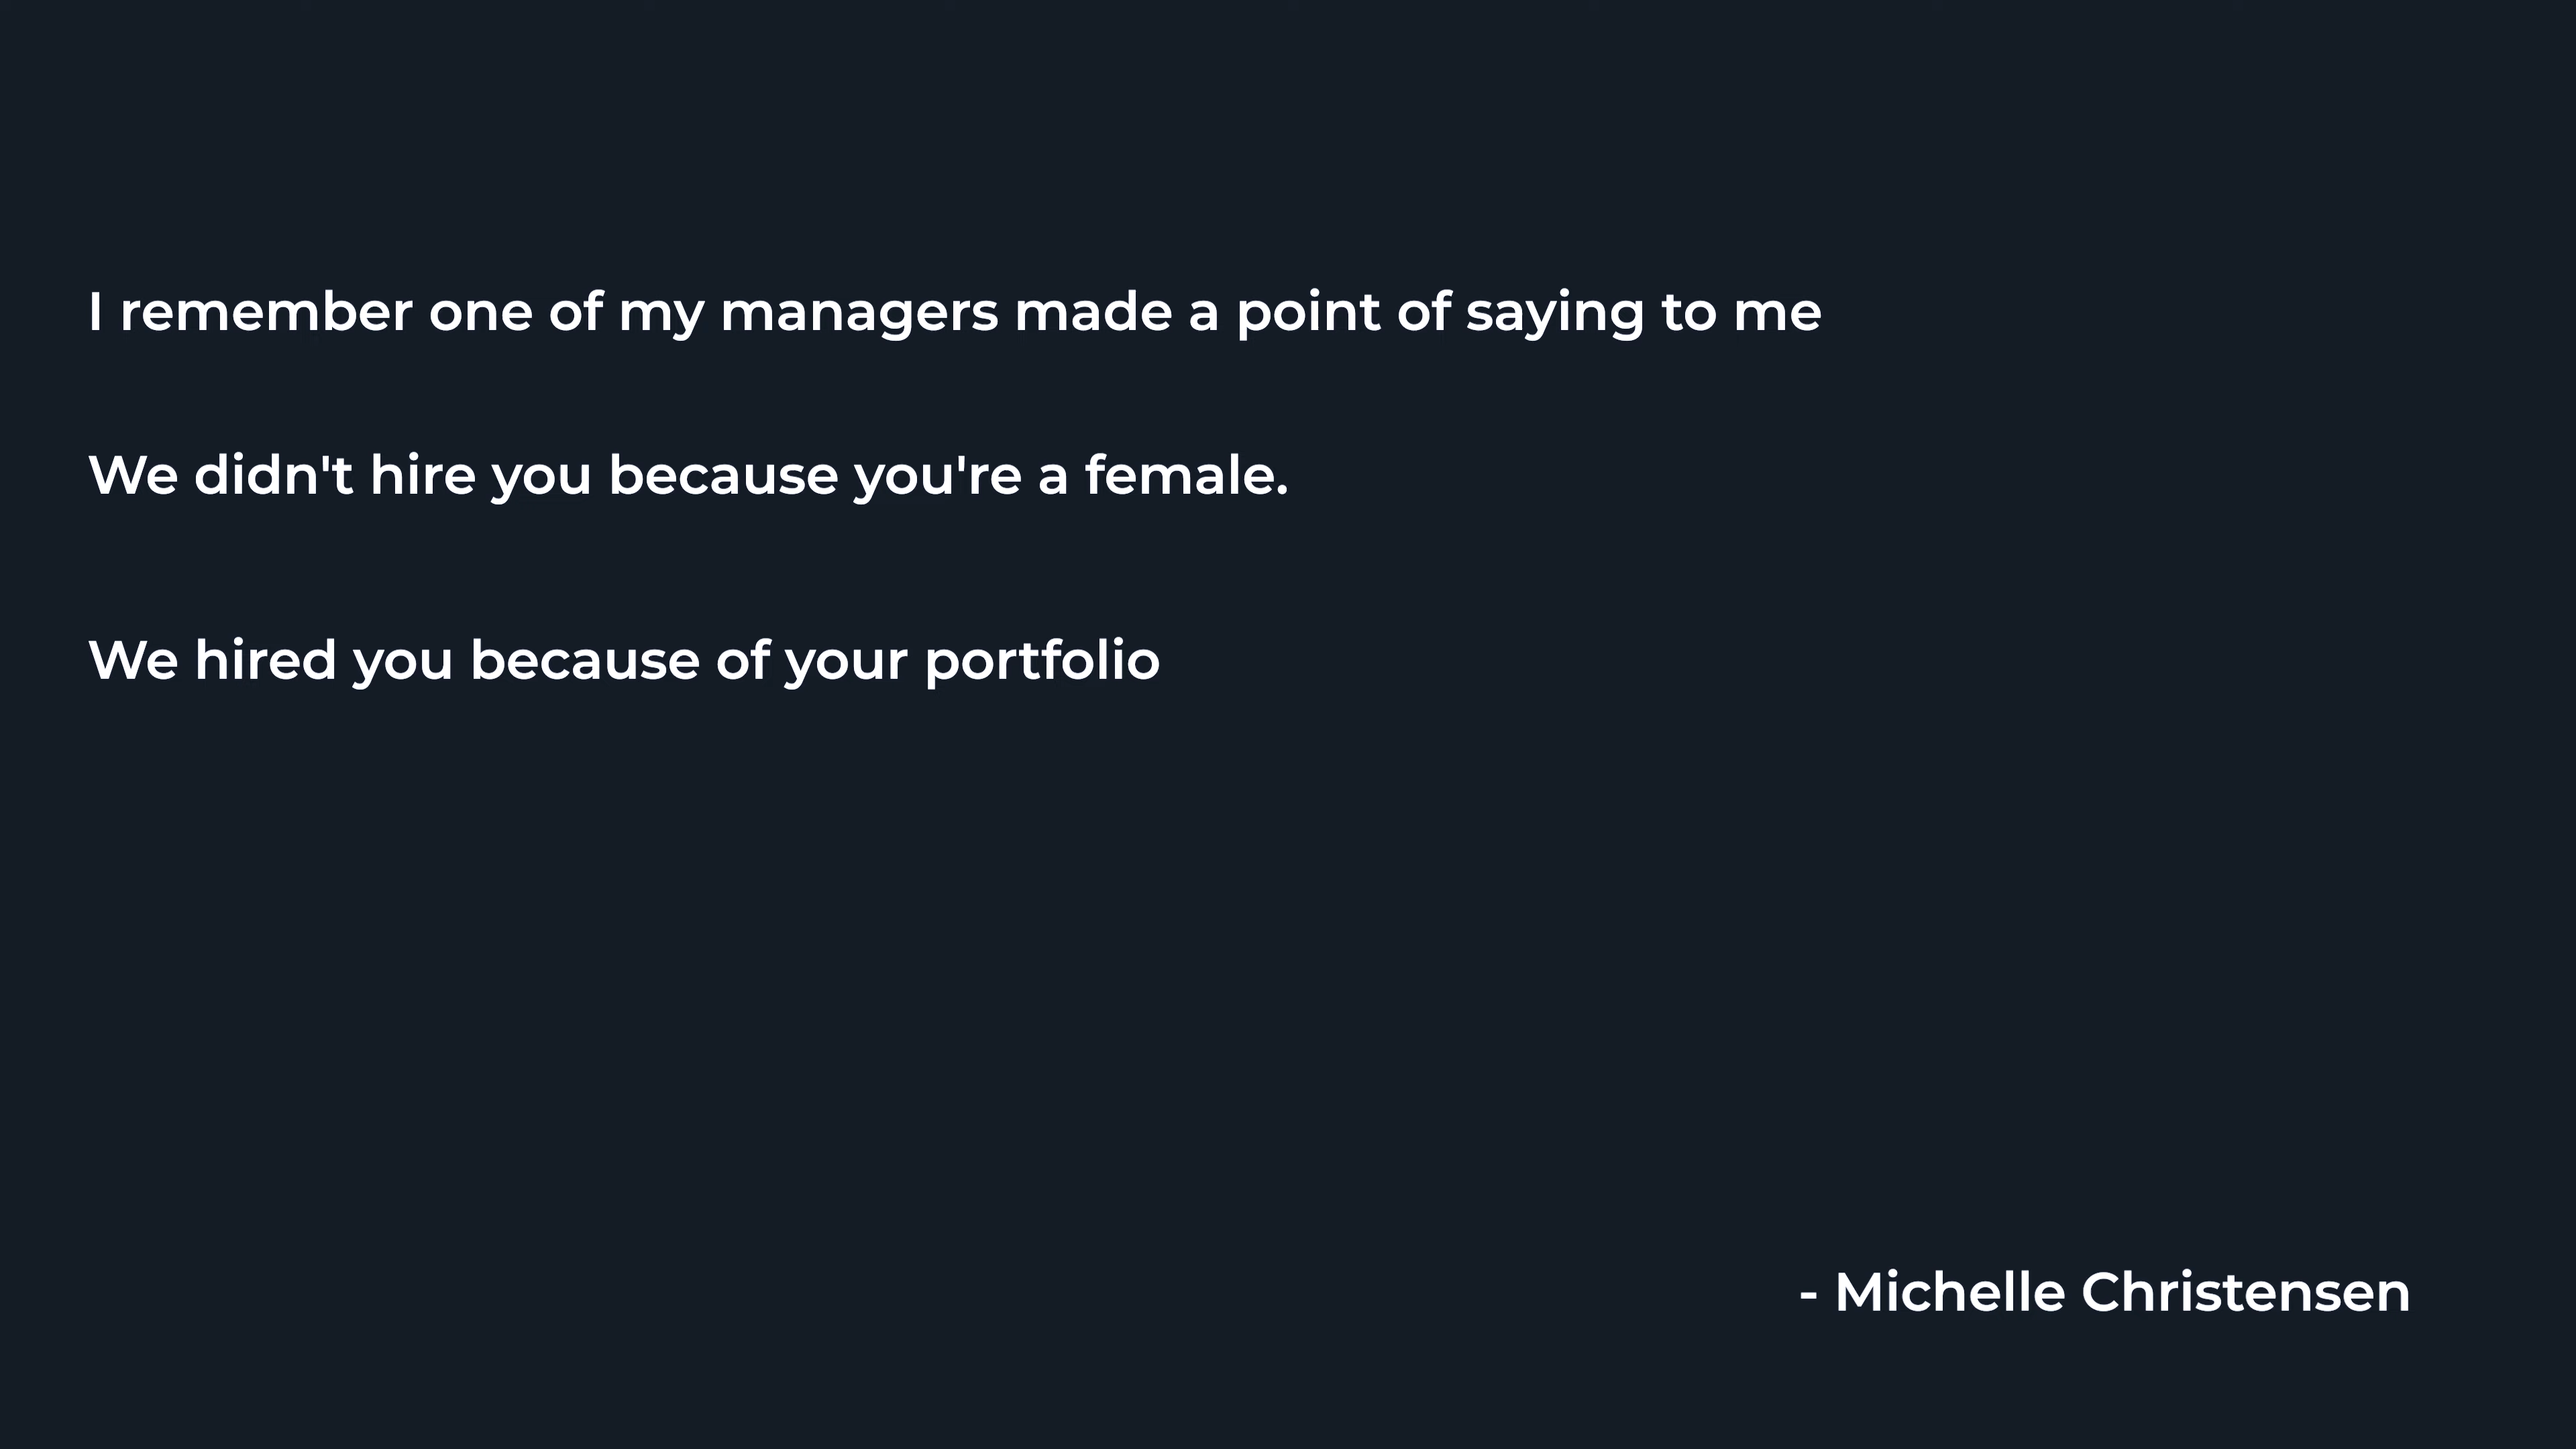 I remember one of my managers made a point of saying to me
We didn't hire you because you're a female.
We hired you because of your portfolio
- Michelle Christensen